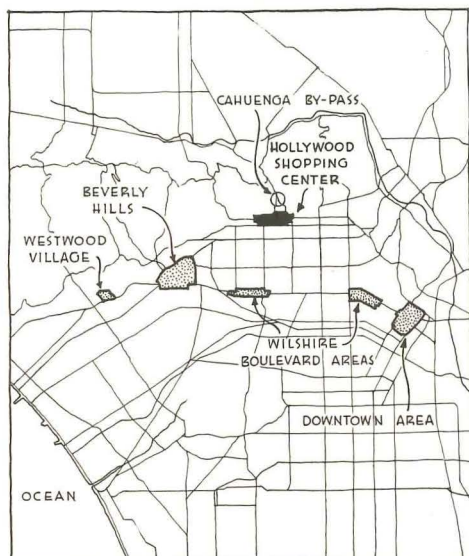 CAHUENGA BY-PASS
HOLLYWOOD
SHOPPING
CENTER
BEVERLY
HILLS
WESTWOOD
VILLAGE
WILSHIRE
BOULEVARD AREAS
DOWNTOWN AREA
OCEAN